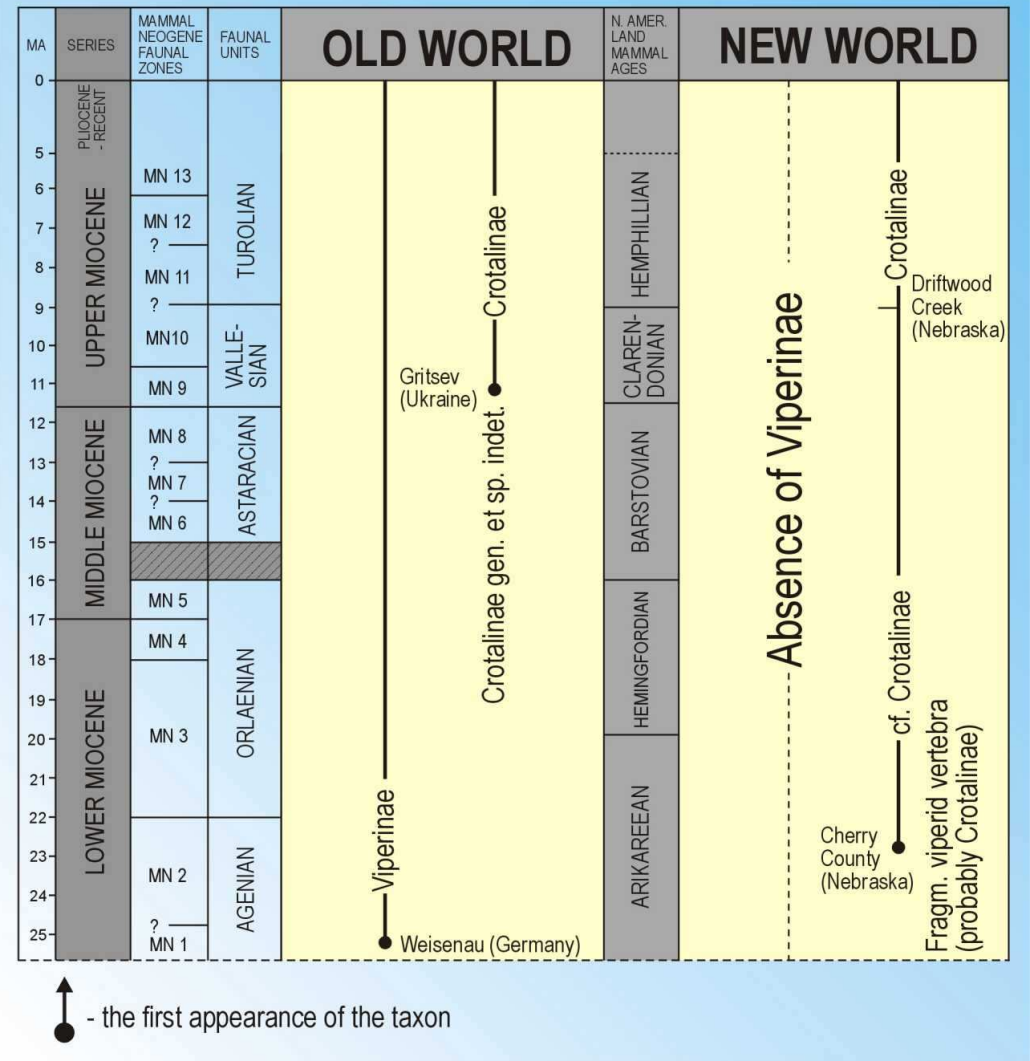 MA
SERIES
MAMMAL
NEOGENE
FAUNAL
ZONES
FAUNAL
UNITS
OLD WORLD
N. AMER.
LAND
MAMMAL
AGES
NEW WORLD
0
5
6
7
8
9
10
11
12
13
14
15
16
17
18
19
20
21
22
23
24
25
PLIOCENE
- RECENT
UPPER MIOCENE
MIDDLE MIOCENE
LOWER MIOCENE
MN 13
MN 12
?
MN 11
?
MN10
MN 9
MN 8
?
MN 7
?
MN 6
MN 5
MN 4
MN 3
MN 2
?
MN 1
TUROLIAN
VALLE-
SIAN
ASTARACIAN
ORLAENIAN
AGENIAN
Viperinae
Weisenau (Germany)
Crotalinae
Gritsev
(Ukraine)
Crotalinae gen. et sp. indet.
HEMPHILLIAN
CLAREN-
DONIAN
BARSTOVIAN
HEMINGFORDIAN
ARIKAREEAN
Absence of Viperinae
Crotalinae
Driftwood
Creek
(Nebraska)
cf. Crotalinae
Cherry
County
(Nebraska)
Fragm. viperid vertebra
(probably Crotalinae)
- the first appearance of the taxon